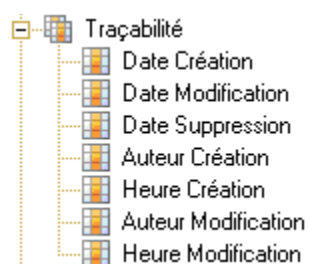 Traçabilité
Date Création
Date Modification
Date Suppression
Auteur Création
Heure Création
Auteur Modification
Heure Modification